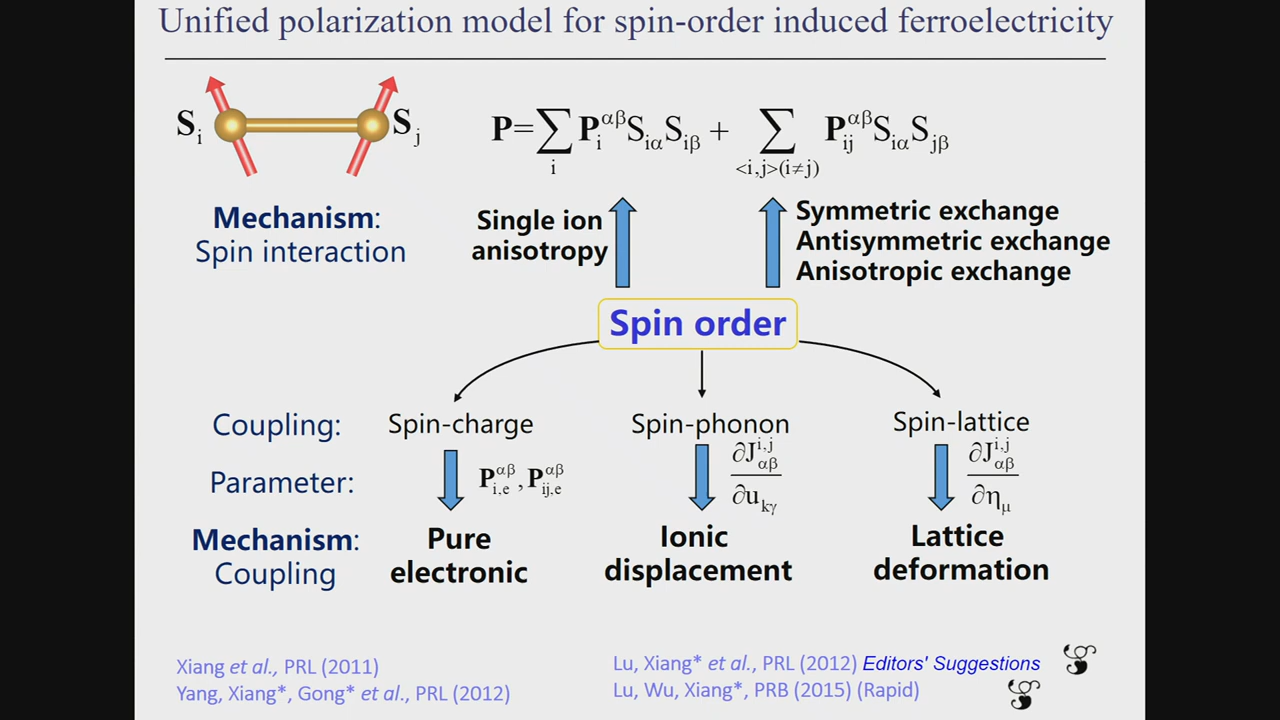 Unified polarization model for spin-order induced ferroelectricity
Sᵢ Sⱼ
P=∑ᵢ Pᵢ^αβ S_iα S_iβ + ∑_<i,j>(i≠j) P_ij^αβ S_iα S_jβ
Mechanism:
Spin interaction
Single ion
anisotropy
Symmetric exchange
Antisymmetric exchange
Anisotropic exchange
Spin order
Coupling: Spin-charge Spin-phonon Spin-lattice
Parameter: P_i,e^αβ, P_ij,e^αβ ∂J_αβ^i,j/∂u_kγ ∂J_αβ^i,j/∂η_μ
Mechanism:
Coupling
Pure
electronic
Ionic
displacement
Lattice
deformation
Xiang et al., PRL (2011)
Yang, Xiang*, Gong* et al., PRL (2012)
Lu, Xiang* et al., PRL (2012) Editors' Suggestions
Lu, Wu, Xiang*, PRB (2015) (Rapid)